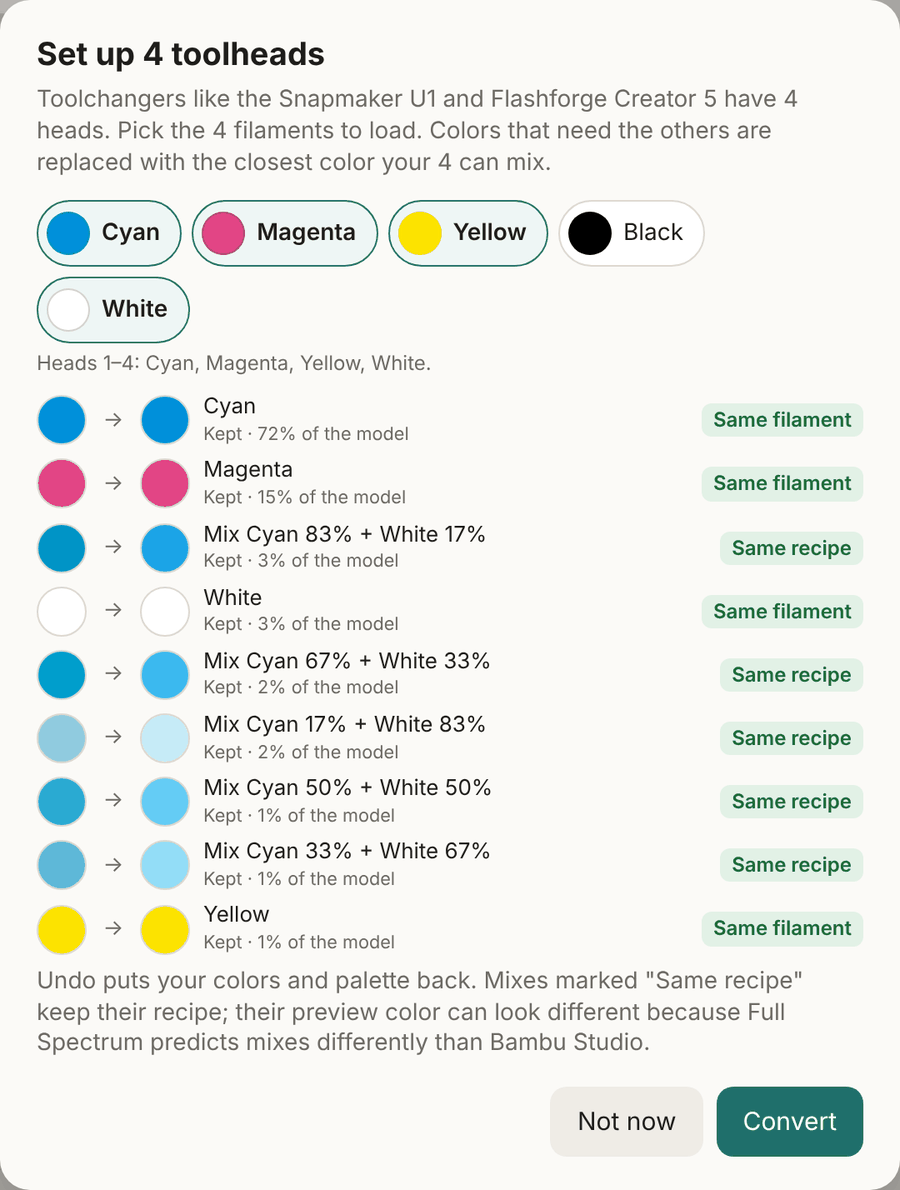 Set up 4 toolheads
Toolchangers like the Snapmaker U1 and Flashforge Creator 5 have 4
heads. Pick the 4 filaments to load. Colors that need the others are
replaced with the closest color your 4 can mix.
Cyan
Magenta
Yellow
Black
White
Heads 1–4: Cyan, Magenta, Yellow, White.
→ Cyan
Kept · 72% of the model
Same filament
→ Magenta
Kept · 15% of the model
Same filament
→ Mix Cyan 83% + White 17%
Kept · 3% of the model
Same recipe
→ White
Kept · 3% of the model
Same filament
→ Mix Cyan 67% + White 33%
Kept · 2% of the model
Same recipe
→ Mix Cyan 17% + White 83%
Kept · 2% of the model
Same recipe
→ Mix Cyan 50% + White 50%
Kept · 1% of the model
Same recipe
→ Mix Cyan 33% + White 67%
Kept · 1% of the model
Same recipe
→ Yellow
Kept · 1% of the model
Same filament
Undo puts your colors and palette back. Mixes marked "Same recipe"
keep their recipe; their preview color can look different because Full
Spectrum predicts mixes differently than Bambu Studio.
Not now
Convert